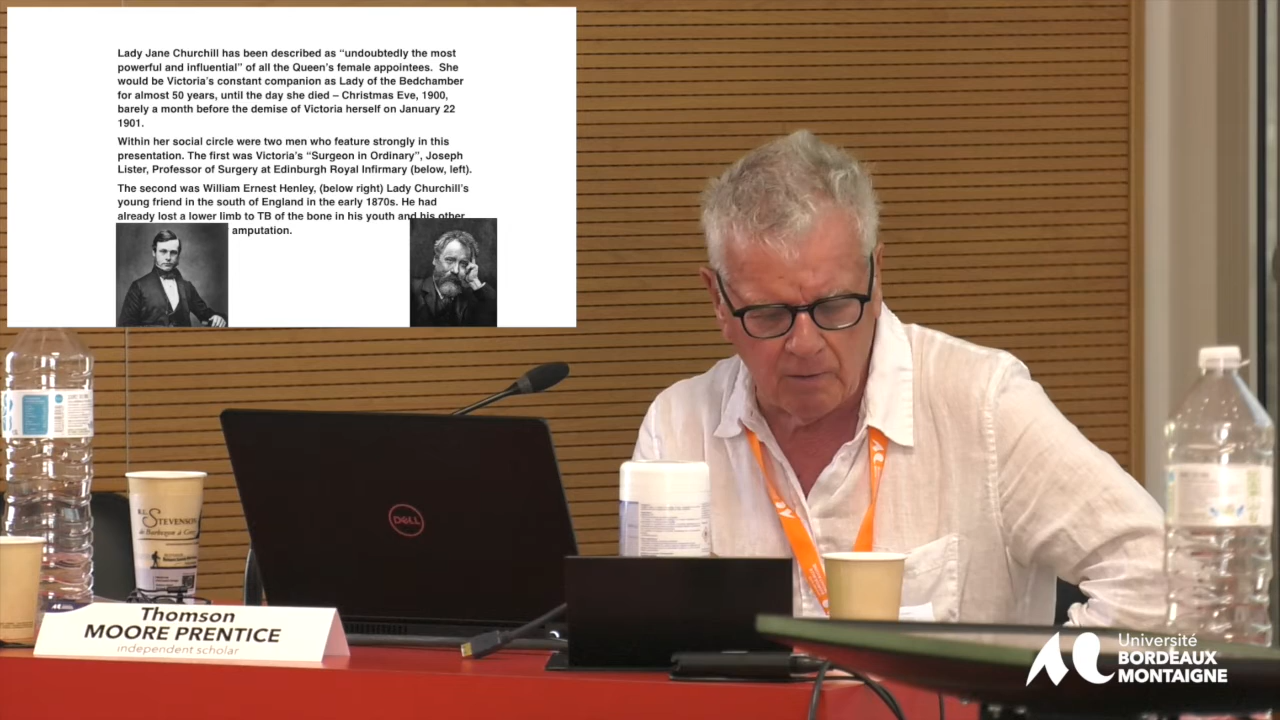 Lady Jane Churchill has been described as “undoubtedly the most
powerful and influential” of all the Queen’s female appointees. She
would be Victoria’s constant companion as Lady of the Bedchamber
for almost 50 years, until the day she died – Christmas Eve, 1900,
barely a month before the demise of Victoria herself on January 22
1901.
Within her social circle were two men who feature strongly in this
presentation. The first was Victoria’s “Surgeon in Ordinary”, Joseph
Lister, Professor of Surgery at Edinburgh Royal Infirmary (below, left).
The second was William Ernest Henley, (below right) Lady Churchill’s
young friend in the south of England in the early 1870s. He had
already lost a lower limb to TB of the bone in his youth and his other
amputation.
R.L.
STEVENSON
DELL
Thomson
MOORE PRENTICE
independent scholar
Université
BORDEAUX
MONTAIGNE